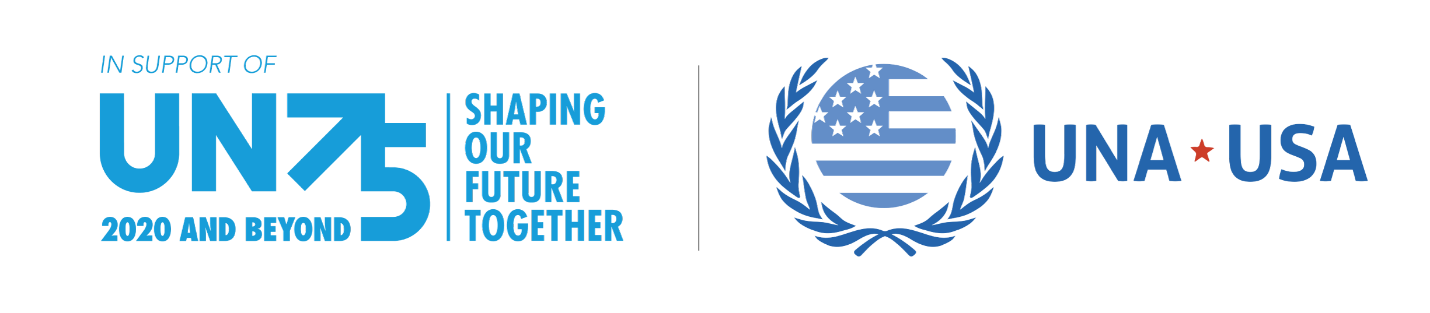 IN SUPPORT OF
UN75
2020 AND BEYOND
SHAPING
OUR
FUTURE
TOGETHER
UNA USA